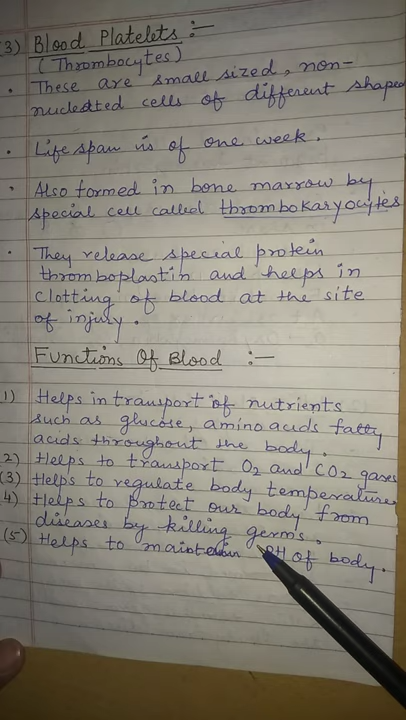 3) Blood Platelets :-
(Thrombocytes)
• These are small sized, non-
nucleated cells of different shaped
• Life span is of one week.
• Also formed in bone marrow by
special cell called thrombokaryocytes
• They release special protein
thromboplastin and helps in
clotting of blood at the site
of injury.
Functions Of Blood :-
1) Helps in transport of nutrients
such as glucose, amino acids fatty
acids throughout the body.
2) Helps to transport O2 and CO2 gases
(3) Helps to regulate body temperature
4) Helps to protect our body from
diseases by killing germs.
(5) Helps to maintain pH of body.